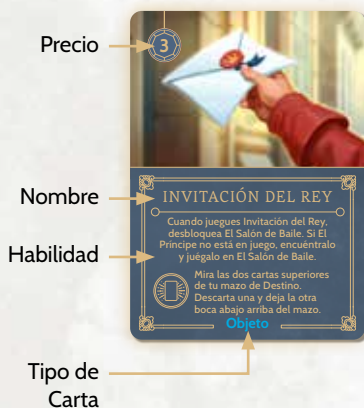 Precio
3
Nombre
INVITACIÓN DEL REY
Cuando juegues Invitación del Rey,
desbloquea El Salón de Baile. Si El
Príncipe no está en juego, encuéntralo
y juégalo en El Salón de Baile.
Habilidad
Mira las dos cartas superiores
de tu mazo de Destino.
Descarta una y deja la otra
boca abajo arriba del mazo.
Objeto
Tipo de
Carta